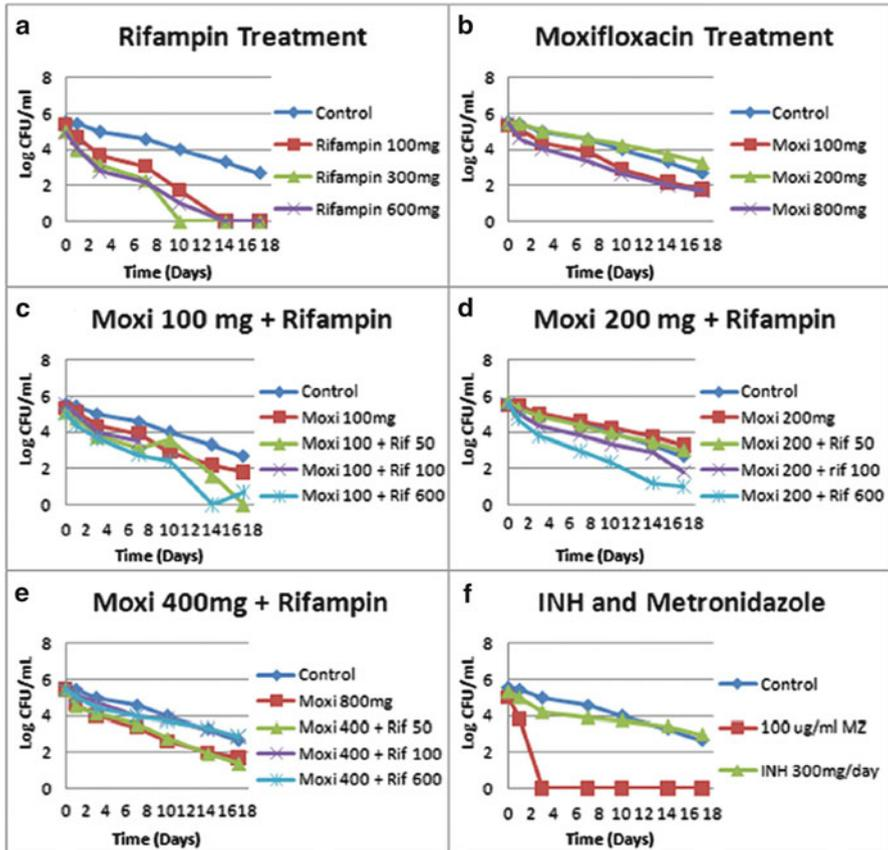 a
Rifampin Treatment
Log CFU/mL
8
6
4
2
0
0 2 4 6 8 10 12 14 16 18
Time (Days)
Control
Rifampin 100mg
Rifampin 300mg
Rifampin 600mg
b
Moxifloxacin Treatment
Log CFU/mL
8
6
4
2
0
0 2 4 6 8 10 12 14 16 18
Time (Days)
Control
Moxi 100mg
Moxi 200mg
Moxi 800mg
c
Moxi 100 mg + Rifampin
Log CFU/mL
8
6
4
2
0
0 2 4 6 8 10 12 14 16 18
Time (Days)
Control
Moxi 100mg
Moxi 100 + Rif 50
Moxi 100 + Rif 100
Moxi 100 + Rif 600
d
Moxi 200 mg + Rifampin
Log CFU/mL
8
6
4
2
0
0 2 4 6 8 10 12 14 16 18
Time (Days)
Control
Moxi 200mg
Moxi 200 + Rif 50
Moxi 200 + rif 100
Moxi 200 + Rif 600
e
Moxi 400mg + Rifampin
Log CFU/mL
8
6
4
2
0
0 2 4 6 8 10 12 14 16 18
Time (Days)
Control
Moxi 800mg
Moxi 400 + Rif 50
Moxi 400 + Rif 100
Moxi 400 + Rif 600
f
INH and Metronidazole
Log CFU/mL
8
6
4
2
0
0 2 4 6 8 10 12 14 16 18
Time (Days)
Control
100 ug/ml MZ
INH 300mg/day